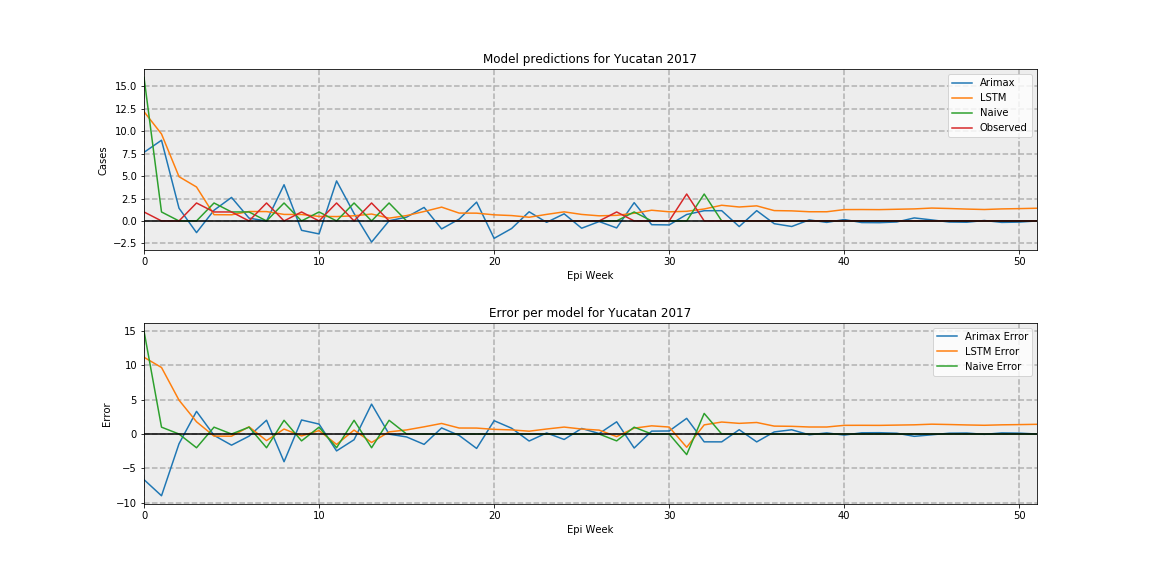 Model predictions for Yucatan 2017
15.0
12.5
10.0
7.5
5.0
2.5
0.0
−2.5
Cases
Arimax
LSTM
Naive
Observed
0 10 20 30 40 50
Epi Week
Error per model for Yucatan 2017
15
10
5
0
−5
−10
Error
Arimax Error
LSTM Error
Naive Error
0 10 20 30 40 50
Epi Week